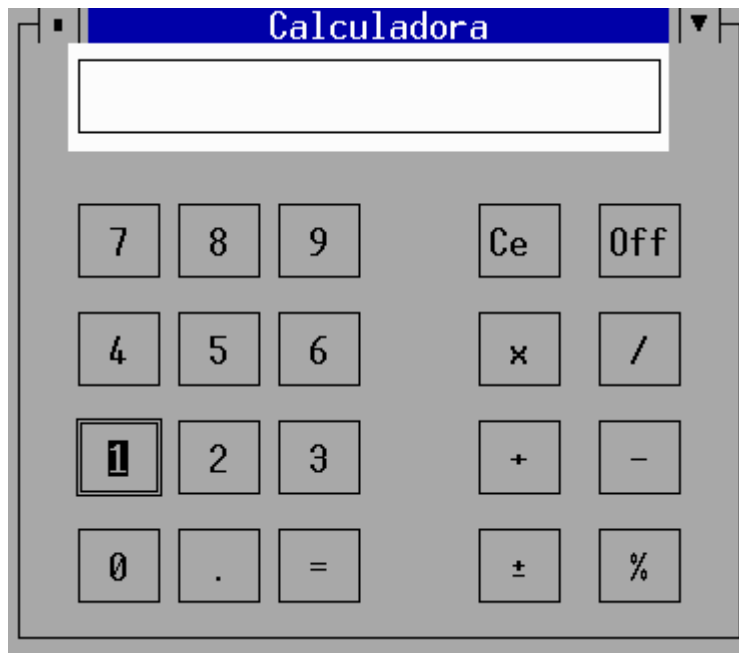 Calculadora
7 8 9 Ce Off
4 5 6 x /
1 2 3 + -
0 . = ± %